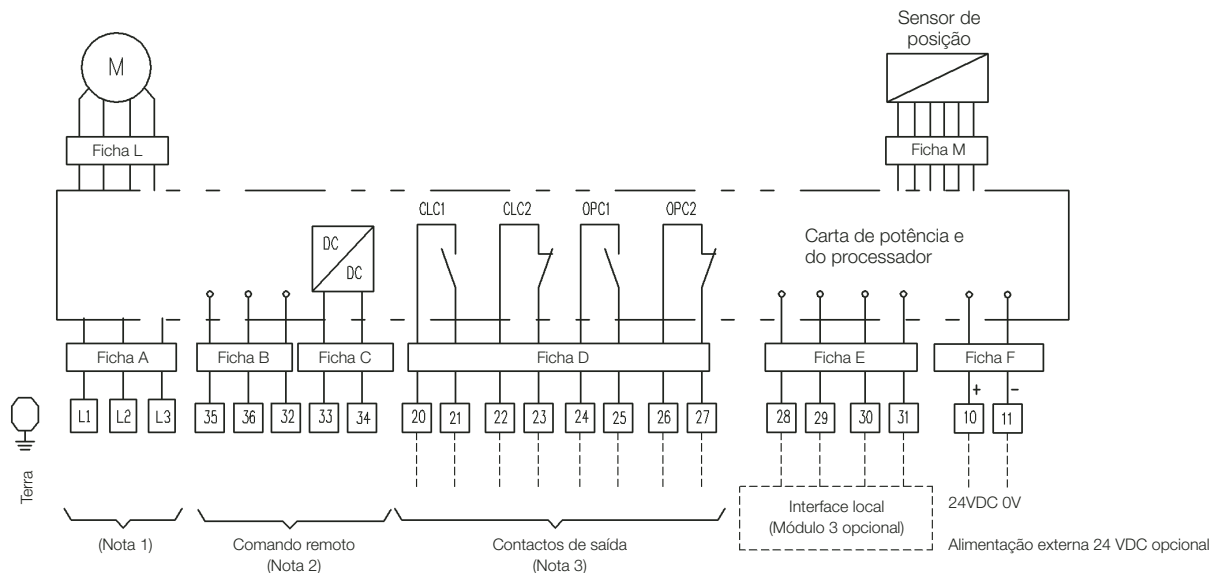 Sensor de
posição
M
Ficha L
Ficha M
CLC1 CLC2 OPC1 OPC2
DC
DC
Carta de potência e
do processador
Ficha A Ficha B Ficha C Ficha D Ficha E Ficha F
+ -
L1 L2 L3 35 36 32 33 34 20 21 22 23 24 25 26 27 28 29 30 31 10 11
Terra
Interface local
(Módulo 3 opcional)
24VDC 0V
(Nota 1)
Comando remoto
(Nota 2)
Contactos de saída
(Nota 3)
Alimentação externa 24 VDC opcional